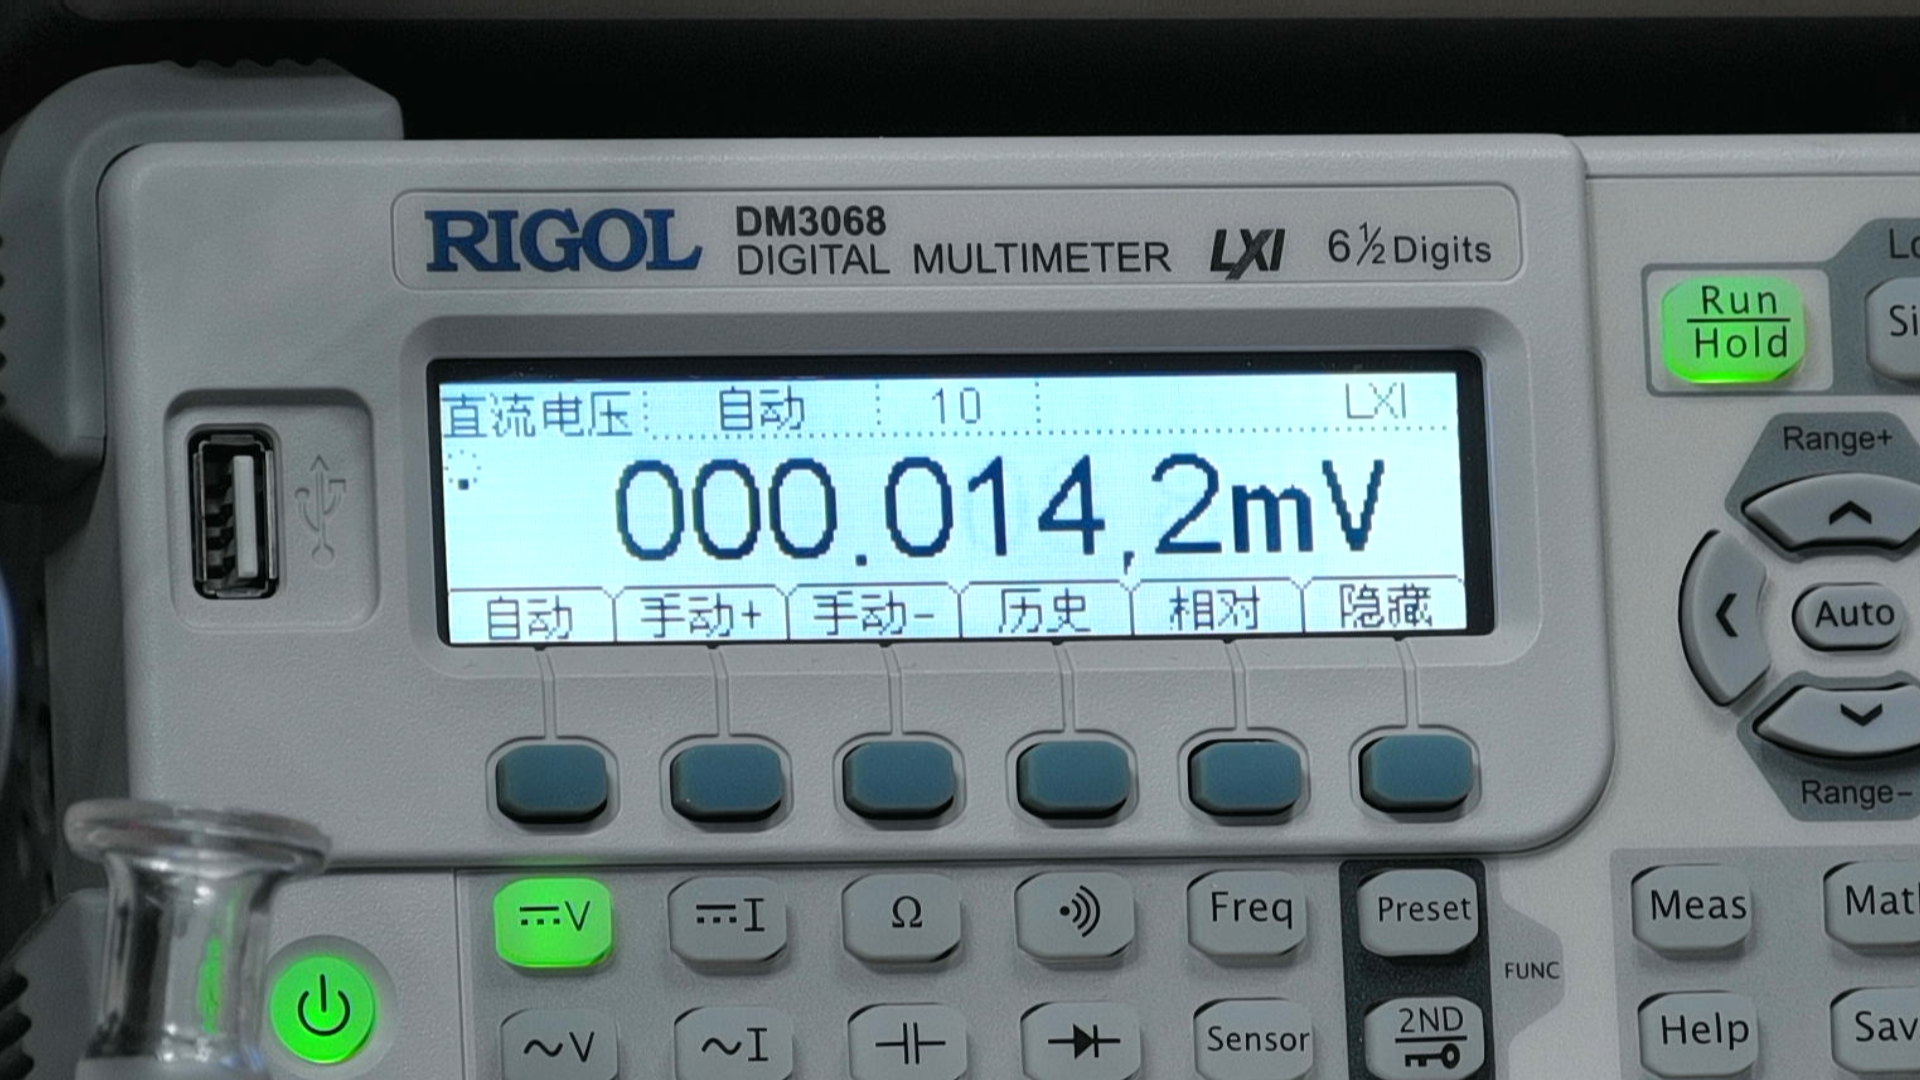 RIGOL DM3068
DIGITAL MULTIMETER LXI 6½ Digits
直流电压 自动 10 LXI
000.014,2mV
自动 手动+ 手动- 历史 相对 隐藏
Run
Hold
Range+
Auto
Range-
⎓V ⎓I Ω Freq Preset
FUNC
Meas
~V ~I Sensor 2ND
Help